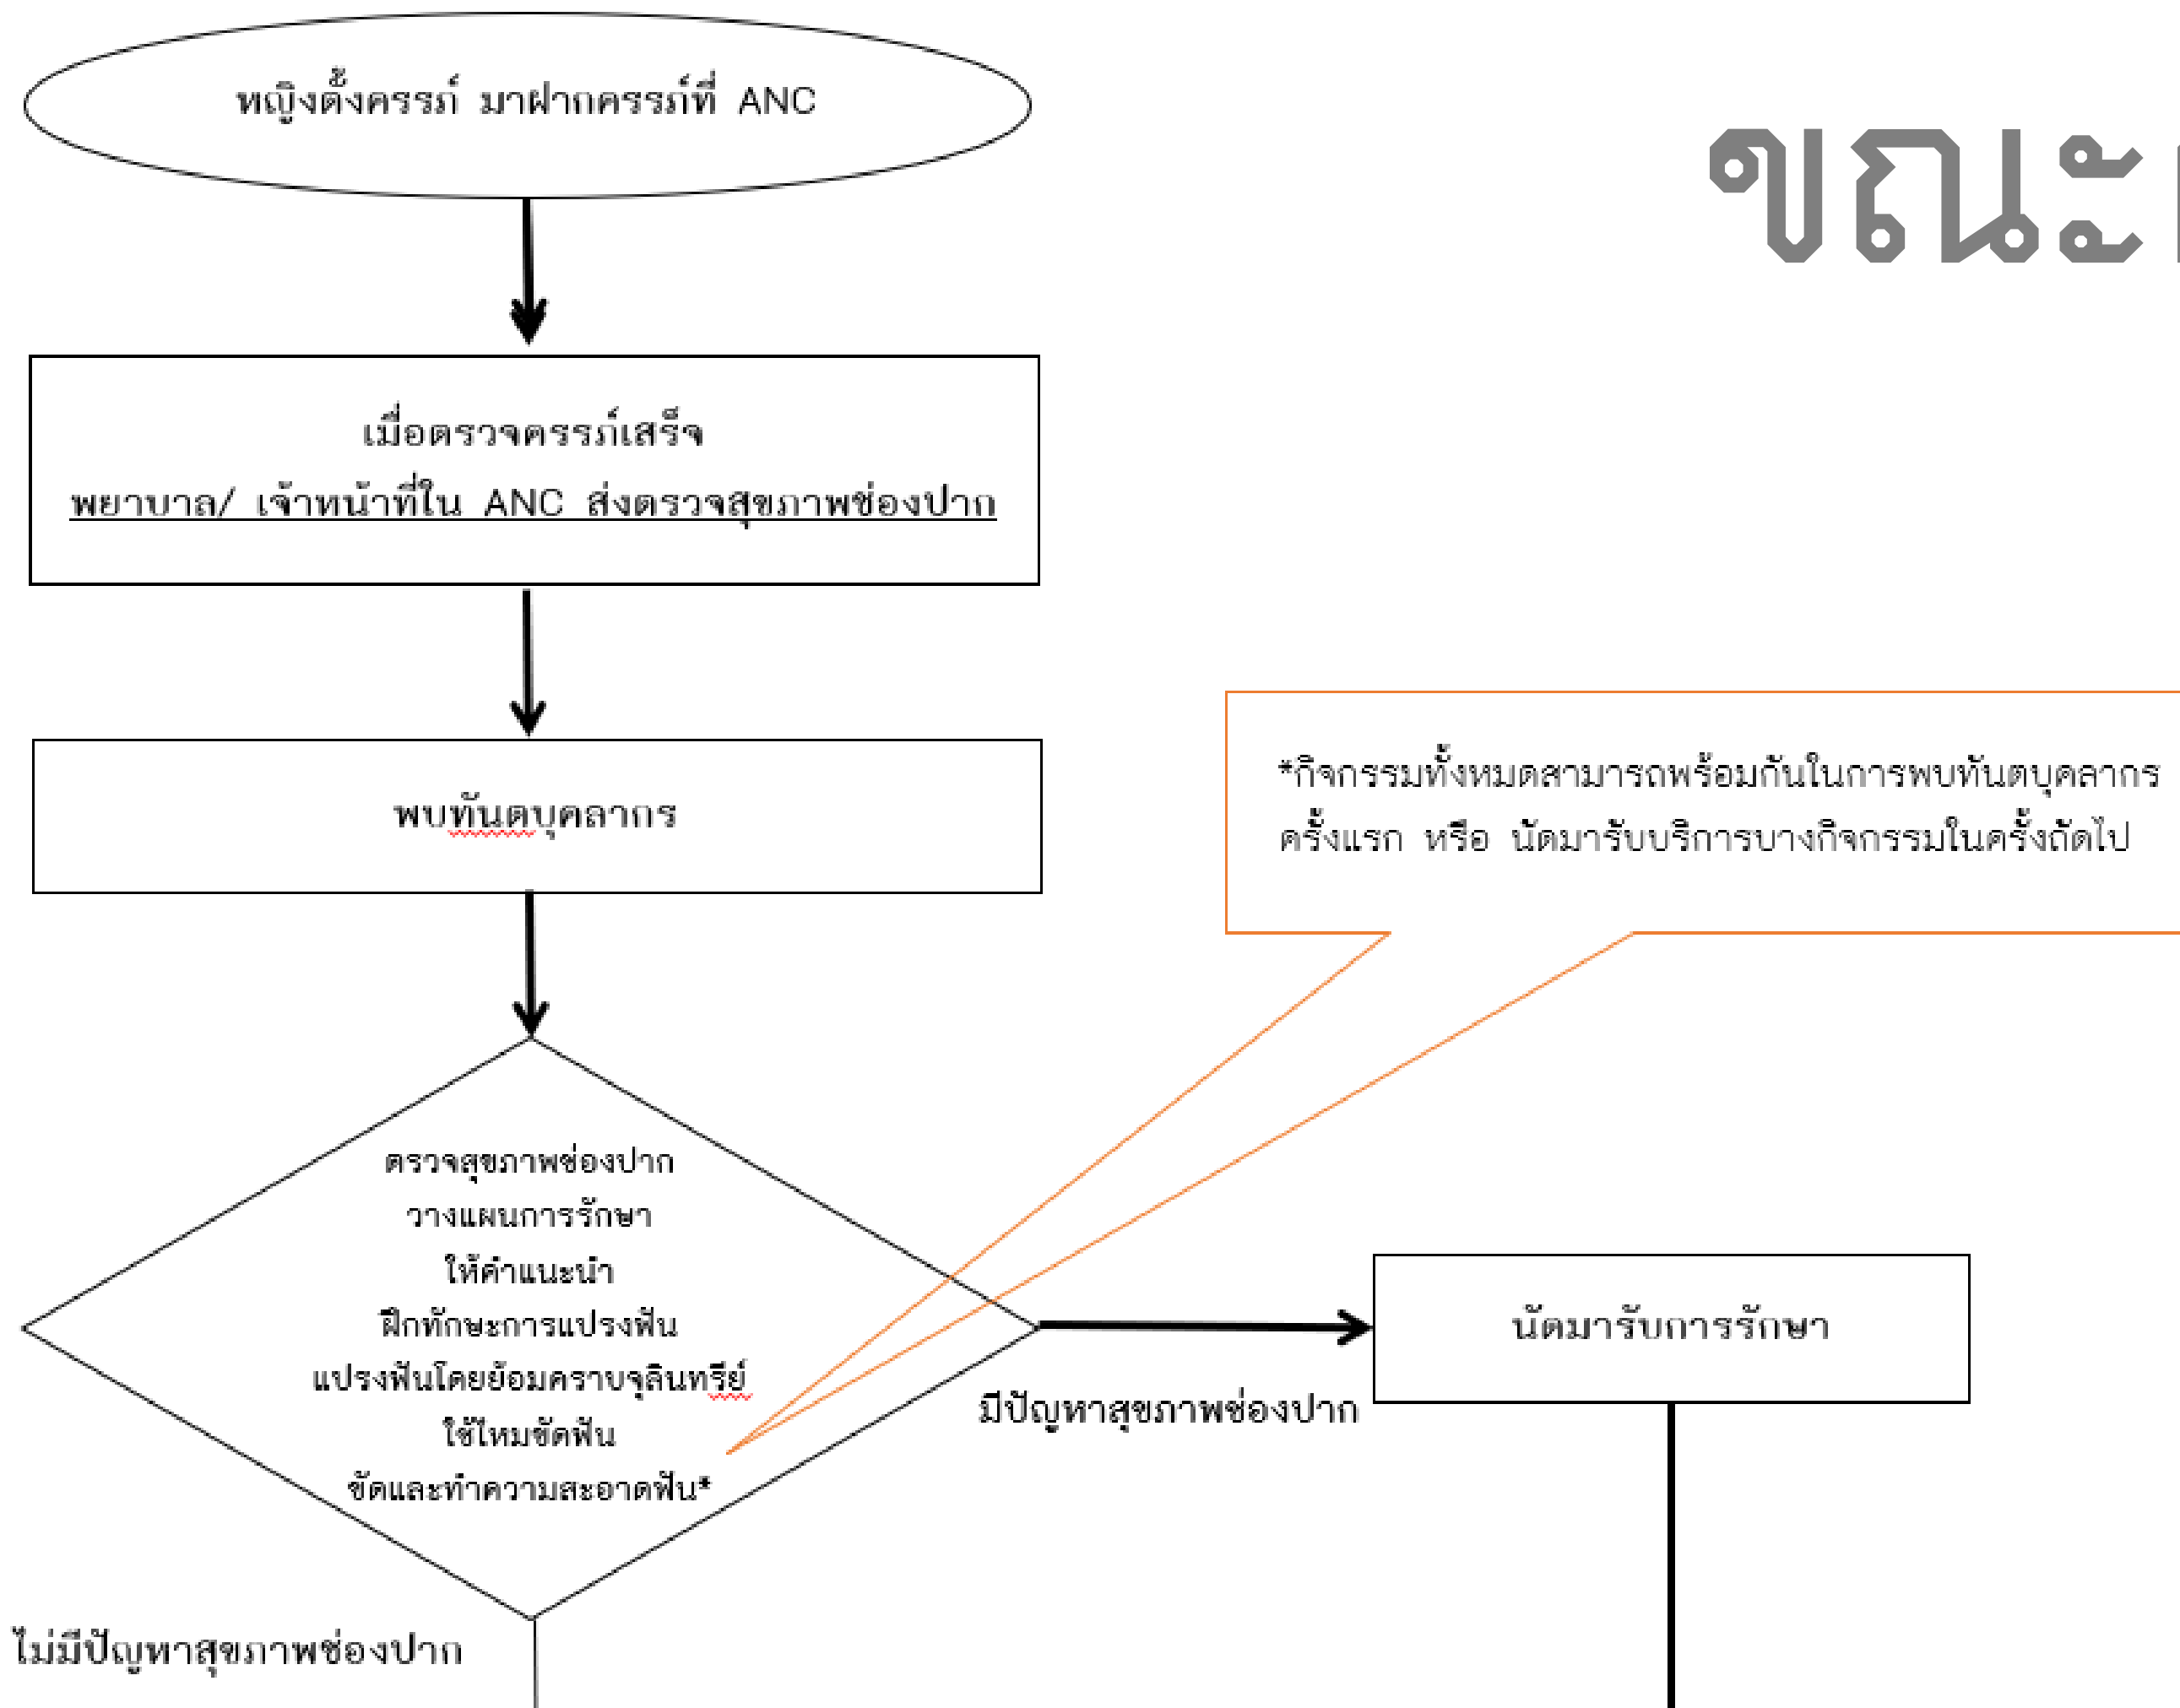 หญิงตั้งครรภ์ มาฝากครรภ์ที่ ANC
ขณะ
เมื่อตรวจครรภ์เสร็จ
พยาบาล/ เจ้าหน้าที่ใน ANC ส่งตรวจสุขภาพช่องปาก
พบทันตบุคลากร
*กิจกรรมทั้งหมดสามารถพร้อมกันในการพบทันตบุคลากร
ครั้งแรก หรือ นัดมารับบริการบางกิจกรรมในครั้งถัดไป
ตรวจสุขภาพช่องปาก
วางแผนการรักษา
ให้คำแนะนำ
ฝึกทักษะการแปรงฟัน
แปรงฟันโดยย้อมคราบจุลินทรีย์
ใช้ไหมขัดฟัน
ขัดและทำความสะอาดฟัน*
นัดมารับการรักษา
มีปัญหาสุขภาพช่องปาก
ไม่มีปัญหาสุขภาพช่องปาก